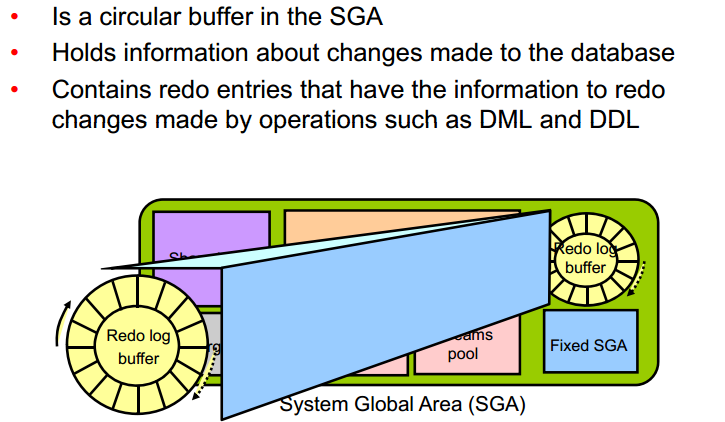 Is a circular buffer in the SGA
Holds information about changes made to the database
Contains redo entries that have the information to redo
changes made by operations such as DML and DDL
Redo log
buffer
Redo log
buffer
pool
Fixed SGA
System Global Area (SGA)